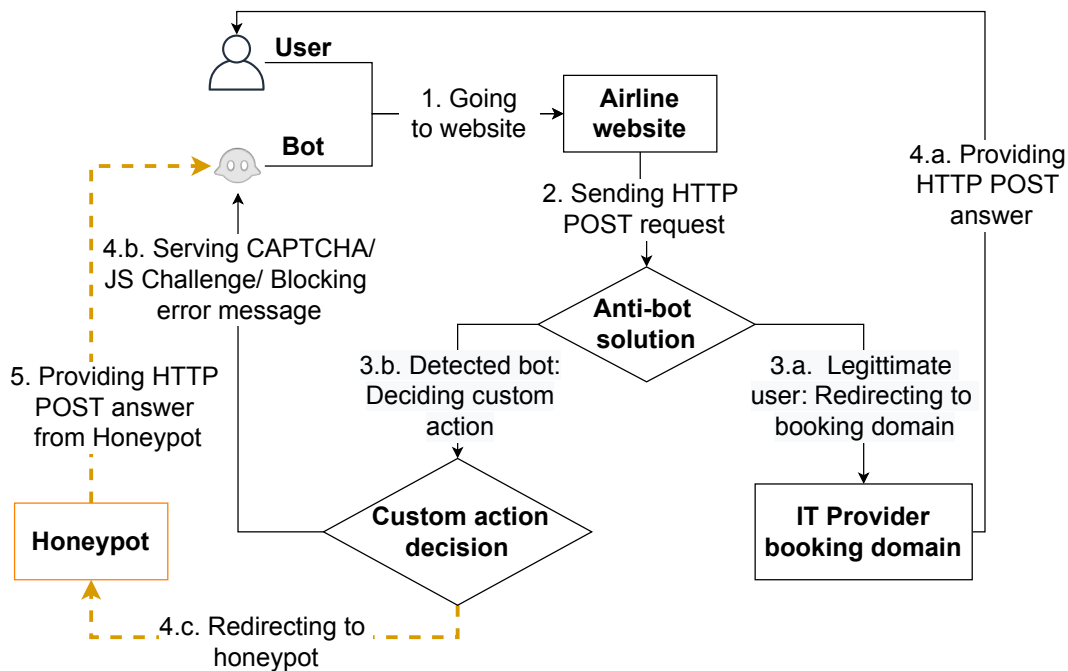 User
Bot
1. Going
to website
Airline
website
4.a. Providing
HTTP POST
answer
2. Sending HTTP
POST request
4.b. Serving CAPTCHA/
JS Challenge/ Blocking
error message
Anti-bot
solution
3.b. Detected bot:
Deciding custom
action
3.a. Legittimate
user: Redirecting to
booking domain
5. Providing HTTP
POST answer
from Honeypot
Honeypot
Custom action
decision
IT Provider
booking domain
4.c. Redirecting to
honeypot